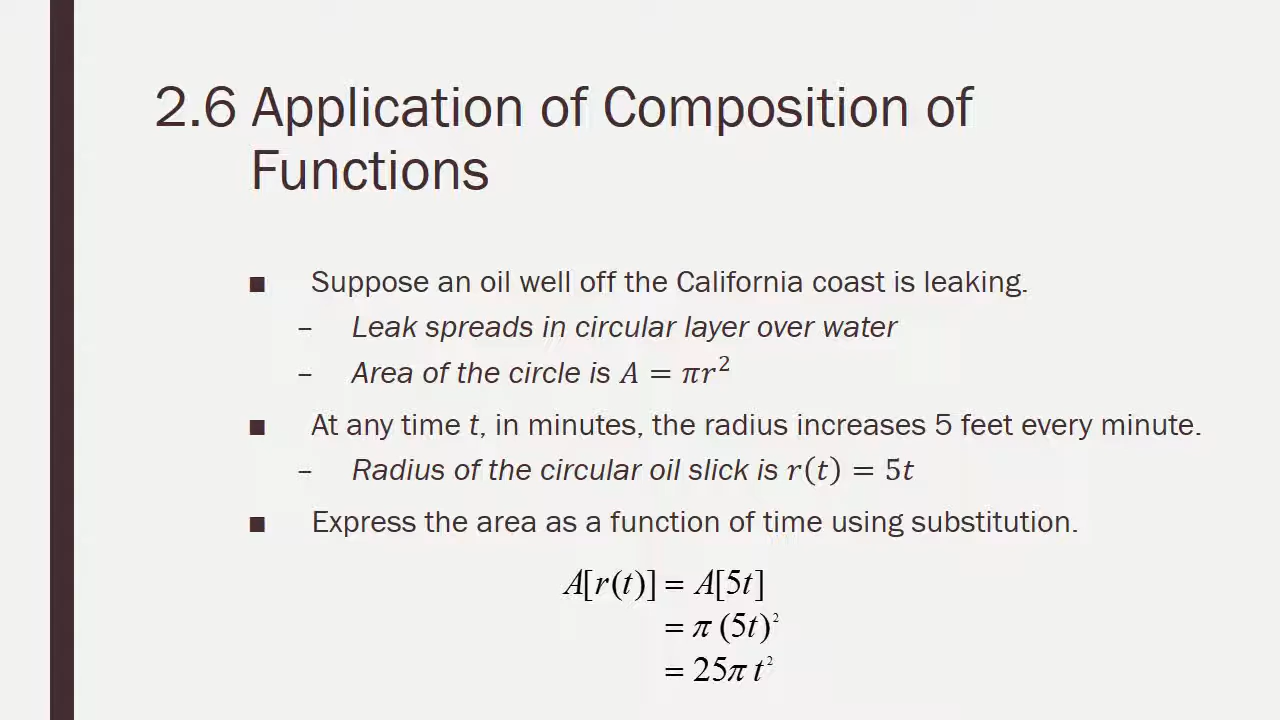 2.6 Application of Composition of
Functions
■ Suppose an oil well off the California coast is leaking.
– Leak spreads in circular layer over water
– Area of the circle is 𝐴 = 𝜋𝑟²
■ At any time t, in minutes, the radius increases 5 feet every minute.
– Radius of the circular oil slick is 𝑟(𝑡) = 5𝑡
■ Express the area as a function of time using substitution.
A[r(t)] = A[5t]
= π (5t)²
= 25π t²